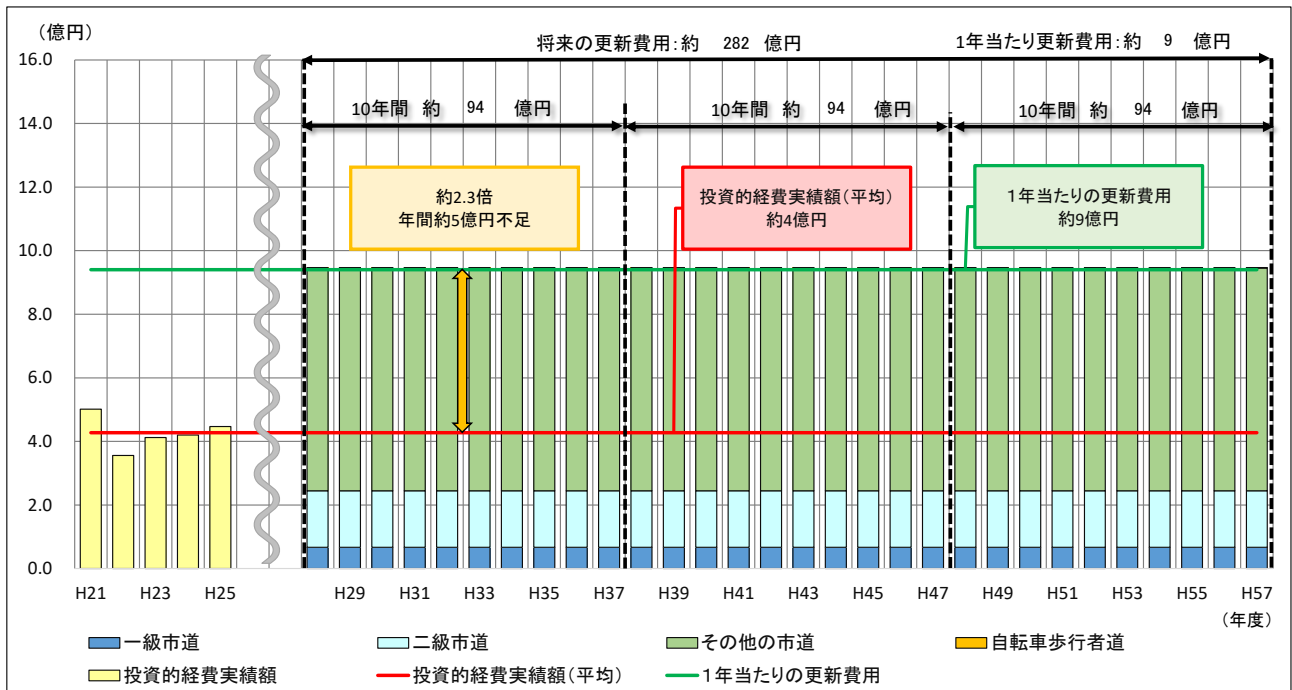 （億円）
将来の更新費用：約 282 億円
1年当たり更新費用：約 9 億円
16.0
14.0
12.0
10.0
8.0
6.0
4.0
2.0
0.0
10年間 約 94 億円
10年間 約 94 億円
10年間 約 94 億円
約2.3倍
年間約5億円不足
投資的経費実績額（平均）
約4億円
１年当たりの更新費用
約9億円
H21 H23 H25 H29 H31 H33 H35 H37 H39 H41 H43 H45 H47 H49 H51 H53 H55 H57
（年度）
一級市道 二級市道 その他の市道 自転車歩行者道
投資的経費実績額 投資的経費実績額（平均） １年当たりの更新費用